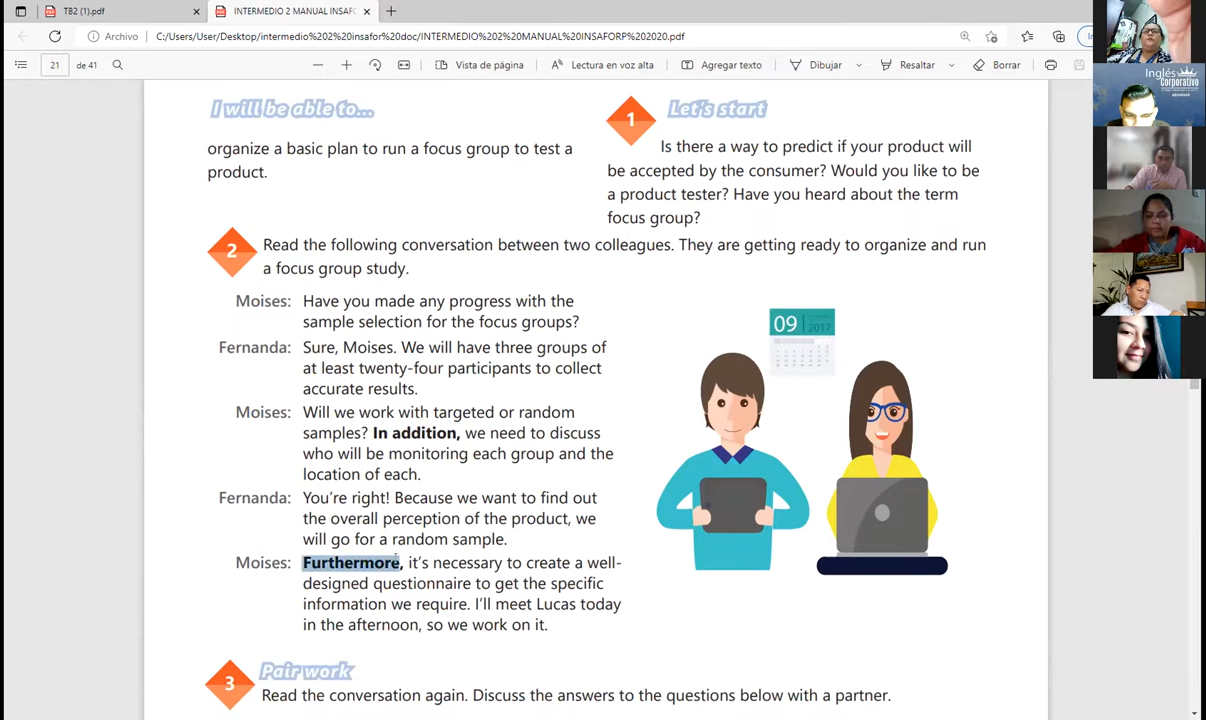 TB2 (1).pdf
INTERMEDIO 2 MANUAL INSAFO
Archivo
C:/Users/User/Desktop/intermedio%202%20insafor%20doc/INTERMEDIO%202%20MANUAL%20INSAFORP%202020.pdf
21 de 41
Vista de página
Lectura en voz alta
Agregar texto
Dibujar
Resaltar
Borrar
Inglés
Corporativo
I will be able to...
organize a basic plan to run a focus group to test a
product.
1
Let's start
Is there a way to predict if your product will
be accepted by the consumer? Would you like to be
a product tester? Have you heard about the term
focus group?
2
Read the following conversation between two colleagues. They are getting ready to organize and run
a focus group study.
Moises: Have you made any progress with the
sample selection for the focus groups?
Fernanda: Sure, Moises. We will have three groups of
at least twenty-four participants to collect
accurate results.
Moises: Will we work with targeted or random
samples? In addition, we need to discuss
who will be monitoring each group and the
location of each.
Fernanda: You're right! Because we want to find out
the overall perception of the product, we
will go for a random sample.
Moises: Furthermore, it's necessary to create a well-
designed questionnaire to get the specific
information we require. I'll meet Lucas today
in the afternoon, so we work on it.
09
2017
3
Pair work
Read the conversation again. Discuss the answers to the questions below with a partner.